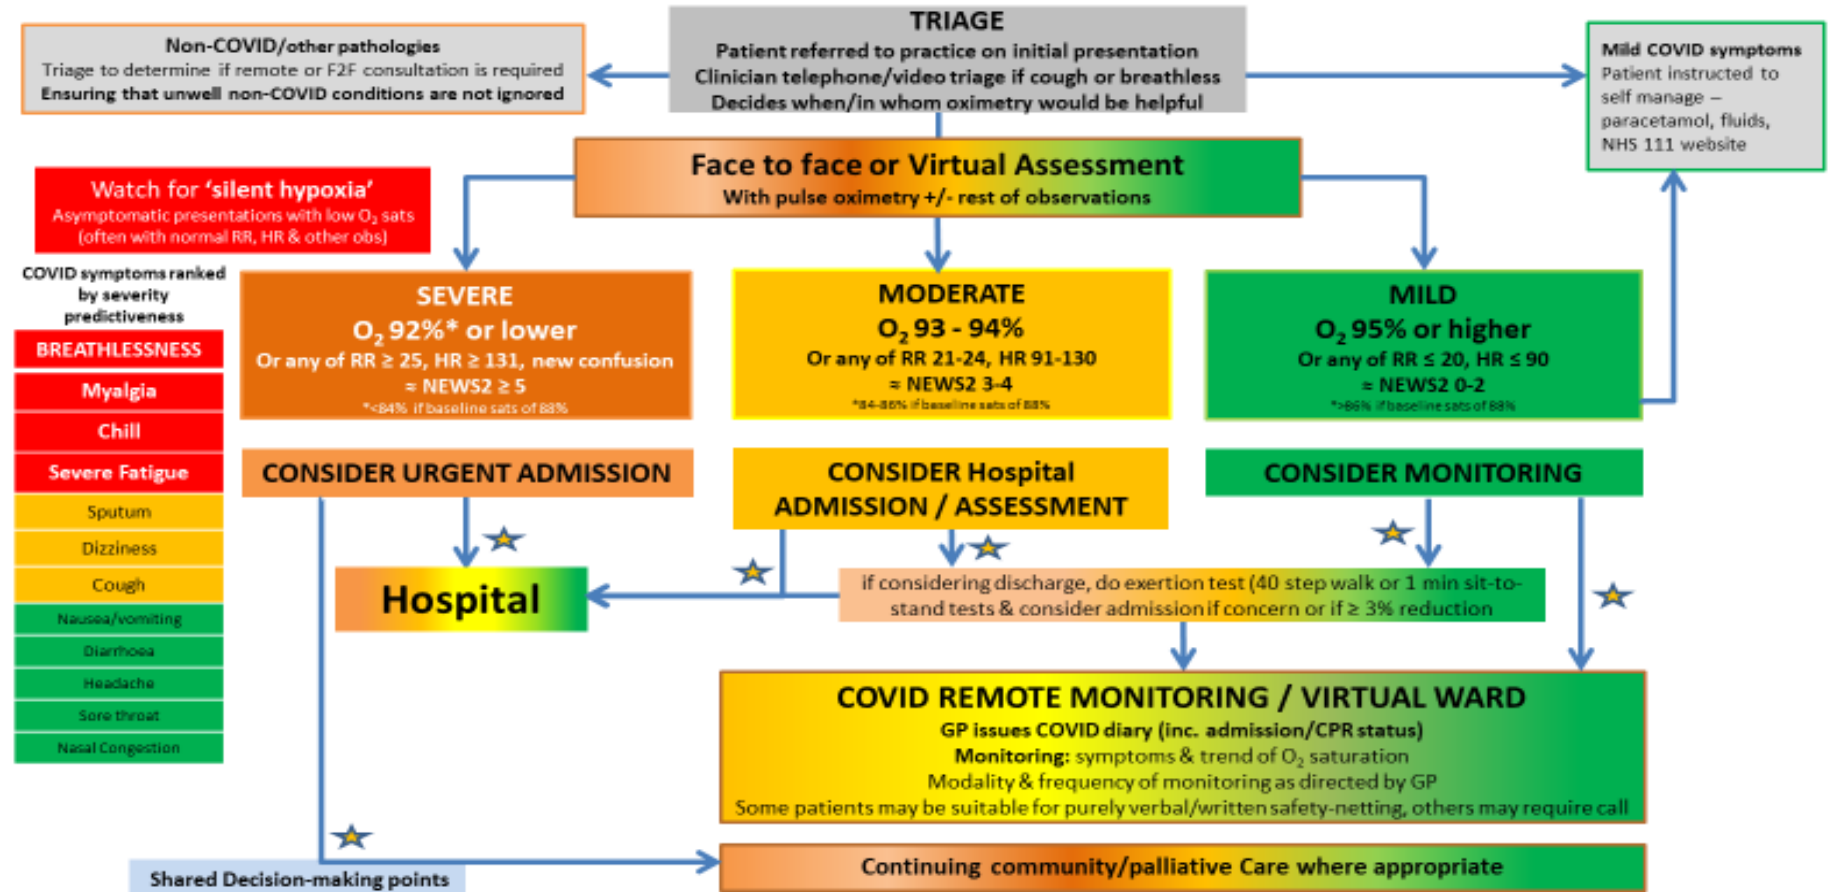 TRIAGE
Patient referred to practice on initial presentation
Clinician telephone/video triage if cough or breathless
Decides when/in whom oximetry would be helpful
Non-COVID/other pathologies
Triage to determine if remote or F2F consultation is required
Ensuring that unwell non-COVID conditions are not ignored
Mild COVID symptoms
Patient instructed to
self manage –
paracetamol, fluids,
NHS 111 website
Face to face or Virtual Assessment
With pulse oximetry +/- rest of observations
Watch for ‘silent hypoxia’
Asymptomatic presentations with low O₂ sats
(often with normal RR, HR & other obs)
COVID symptoms ranked
by severity
predictiveness
BREATHLESSNESS
Myalgia
Chill
Severe Fatigue
Sputum
Dizziness
Cough
Nausea/vomiting
Diarrhoea
Headache
Sore throat
Nasal Congestion
SEVERE
O₂ 92%* or lower
Or any of RR ≥ 25, HR ≥ 131, new confusion
≈ NEWS2 ≥ 5
*<84% if baseline sats of 88%
MODERATE
O₂ 93 - 94%
Or any of RR 21-24, HR 91-130
≈ NEWS2 3-4
*84-86% if baseline sats of 88%
MILD
O₂ 95% or higher
Or any of RR ≤ 20, HR ≤ 90
≈ NEWS2 0-2
*>86% if baseline sats of 88%
CONSIDER URGENT ADMISSION
CONSIDER Hospital
ADMISSION / ASSESSMENT
CONSIDER MONITORING
Hospital
if considering discharge, do exertion test (40 step walk or 1 min sit-to-
stand tests & consider admission if concern or if ≥ 3% reduction
COVID REMOTE MONITORING / VIRTUAL WARD
GP issues COVID diary (inc. admission/CPR status)
Monitoring: symptoms & trend of O₂ saturation
Modality & frequency of monitoring as directed by GP
Some patients may be suitable for purely verbal/written safety-netting, others may require call
Continuing community/palliative Care where appropriate
Shared Decision-making points